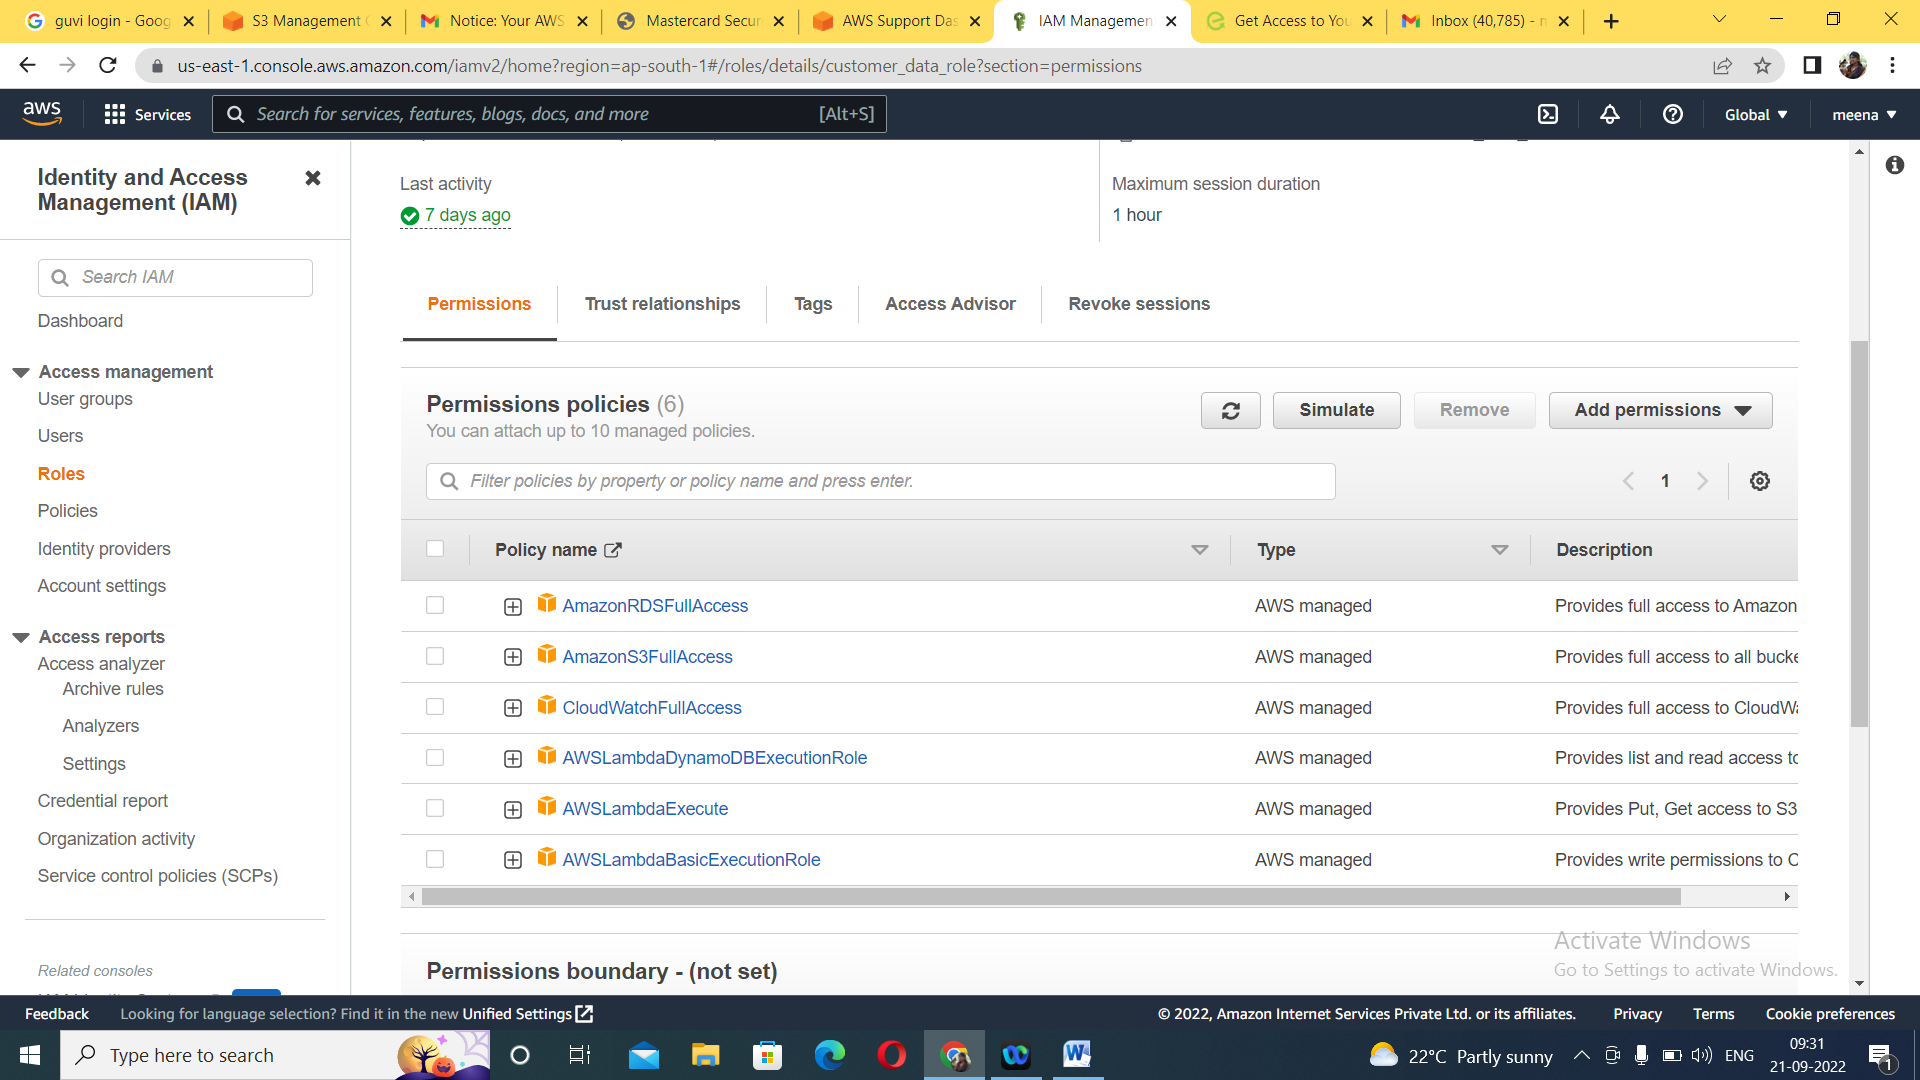 guvi login - Goog
S3 Management C
Notice: Your AWS
Mastercard Secur
AWS Support Das
IAM Managemen
Get Access to You
Inbox (40,785) - m
us-east-1.console.aws.amazon.com/iamv2/home?region=ap-south-1#/roles/details/customer_data_role?section=permissions
aws
Services
Search for services, features, blogs, docs, and more
[Alt+S]
Global
meena
Identity and Access
Management (IAM)
Search IAM
Dashboard
Access management
User groups
Users
Roles
Policies
Identity providers
Account settings
Access reports
Access analyzer
Archive rules
Analyzers
Settings
Credential report
Organization activity
Service control policies (SCPs)
Related consoles
Last activity
7 days ago
Maximum session duration
1 hour
Permissions
Trust relationships
Tags
Access Advisor
Revoke sessions
Permissions policies (6)
You can attach up to 10 managed policies.
Simulate
Remove
Add permissions
Filter policies by property or policy name and press enter.
1
Policy name
Type
Description
AmazonRDSFullAccess
AWS managed
Provides full access to Amazon
AmazonS3FullAccess
AWS managed
Provides full access to all bucke
CloudWatchFullAccess
AWS managed
Provides full access to CloudWa
AWSLambdaDynamoDBExecutionRole
AWS managed
Provides list and read access to
AWSLambdaExecute
AWS managed
Provides Put, Get access to S3
AWSLambdaBasicExecutionRole
AWS managed
Provides write permissions to C
Permissions boundary - (not set)
Activate Windows
Go to Settings to activate Windows.
Feedback
Looking for language selection? Find it in the new Unified Settings
© 2022, Amazon Internet Services Private Ltd. or its affiliates.
Privacy
Terms
Cookie preferences
Type here to search
22°C Partly sunny
ENG
09:31
21-09-2022
1